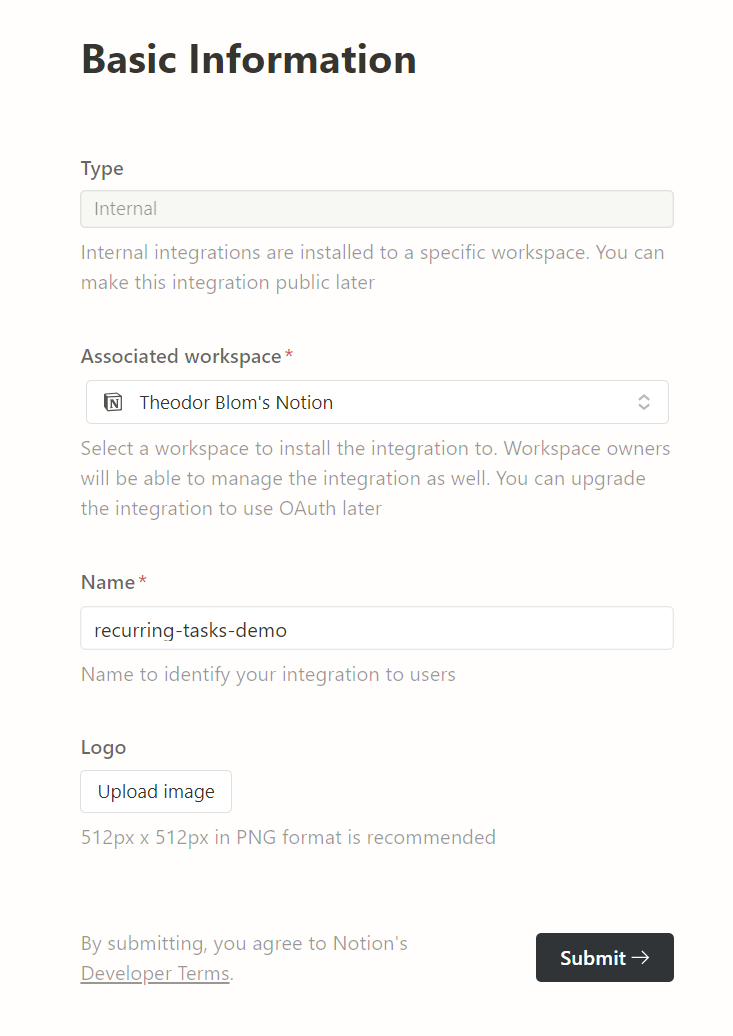 Basic Information
Type
Internal
Internal integrations are installed to a specific workspace. You can
make this integration public later
Associated workspace*
Theodor Blom's Notion
Select a workspace to install the integration to. Workspace owners
will be able to manage the integration as well. You can upgrade
the integration to use OAuth later
Name*
recurring-tasks-demo
Name to identify your integration to users
Logo
Upload image
512px x 512px in PNG format is recommended
By submitting, you agree to Notion's
Developer Terms.
Submit →